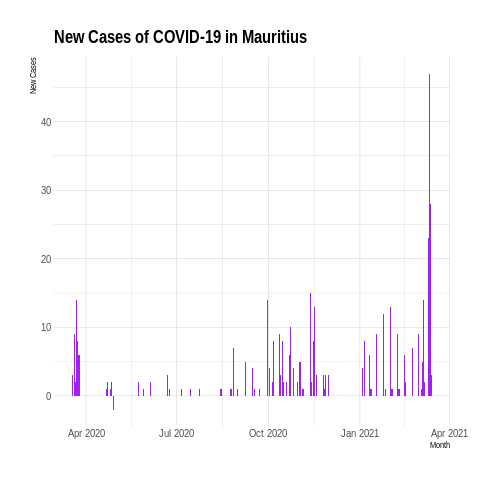 New Cases of COVID-19 in Mauritius
New Cases
40
30
20
10
0
Apr 2020 Jul 2020 Oct 2020 Jan 2021 Apr 2021
Month